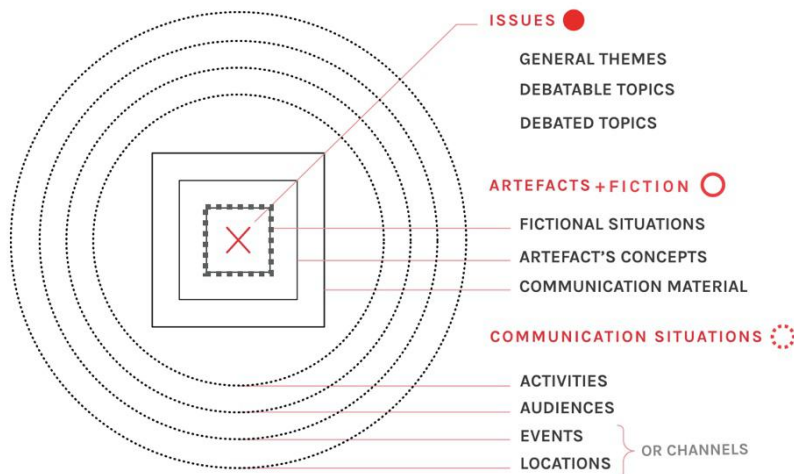 ISSUES
GENERAL THEMES
DEBATABLE TOPICS
DEBATED TOPICS
ARTEFACTS + FICTION
FICTIONAL SITUATIONS
ARTEFACT'S CONCEPTS
COMMUNICATION MATERIAL
COMMUNICATION SITUATIONS
ACTIVITIES
AUDIENCES
EVENTS
OR CHANNELS
LOCATIONS